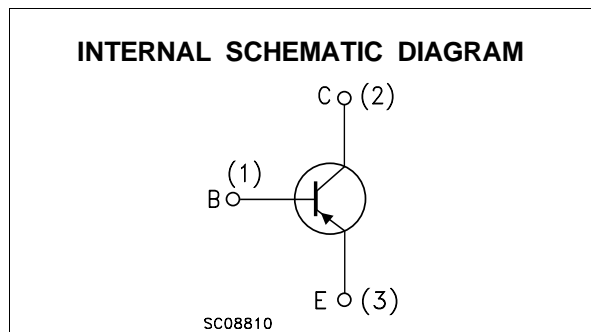 INTERNAL SCHEMATIC DIAGRAM
C (2)
(1)
B
E (3)
SC08810